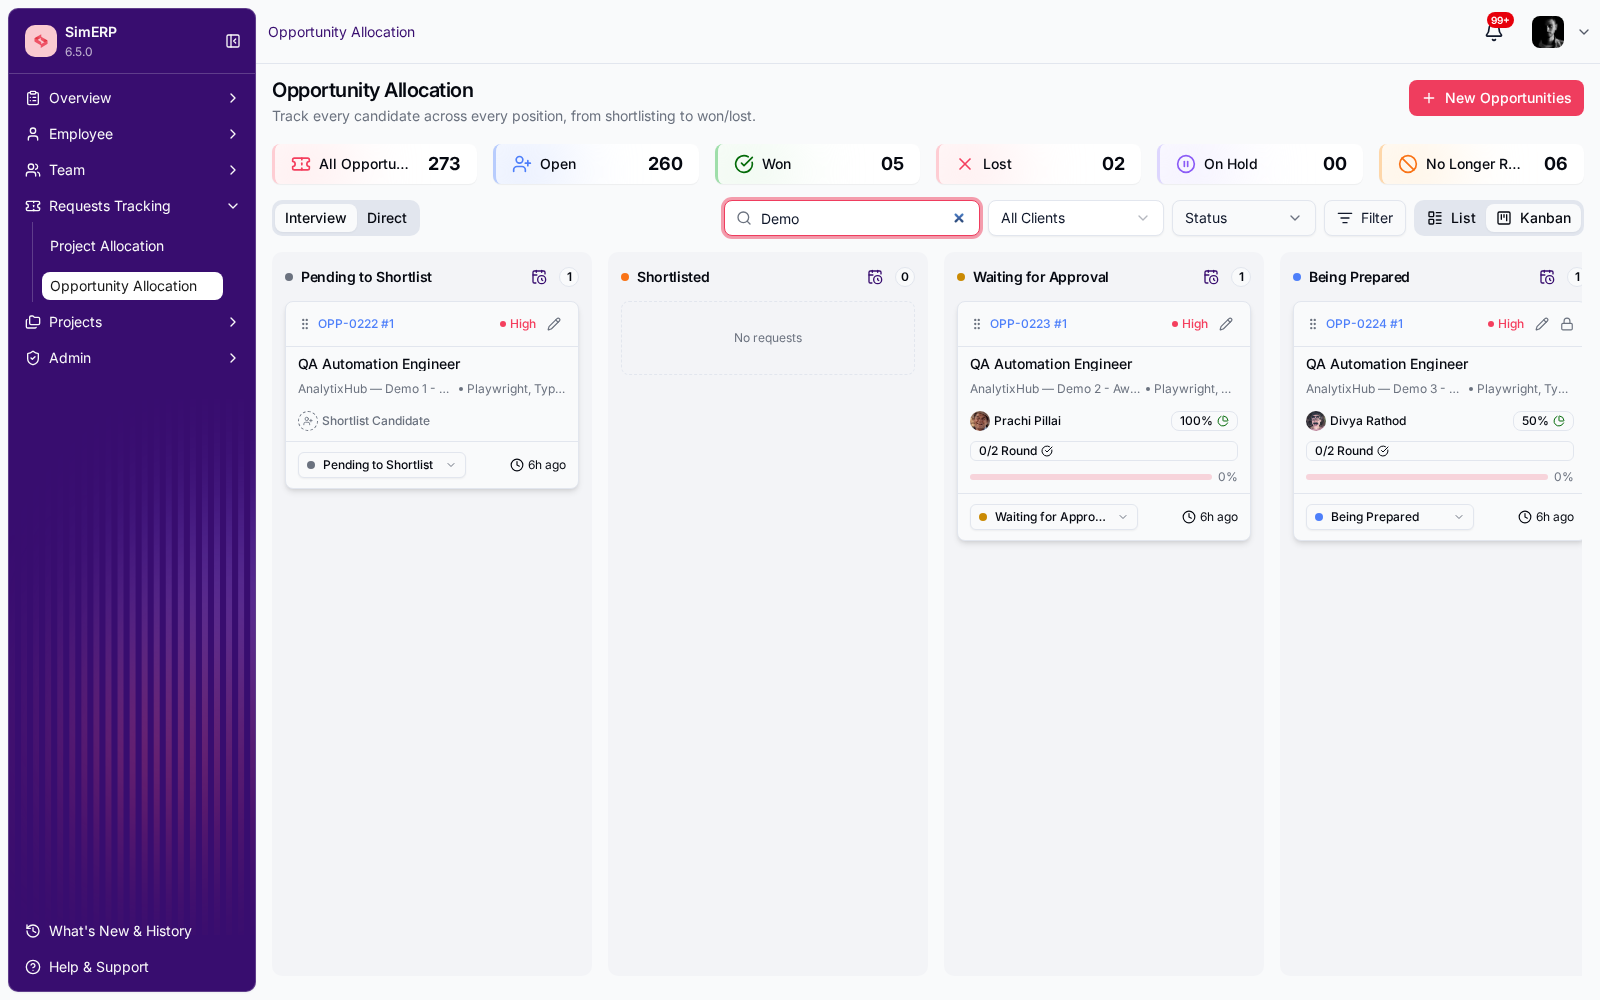 SimERP
6.5.0
Overview
Employee
Team
Requests Tracking
Project Allocation
Opportunity Allocation
Projects
Admin
What's New & History
Help & Support
Opportunity Allocation
99+
Opportunity Allocation
Track every candidate across every position, from shortlisting to won/lost.
New Opportunities
All Opportu... 273
Open 260
Won 05
Lost 02
On Hold 00
No Longer R... 06
Interview Direct
Demo
All Clients
Status
Filter
List Kanban
Pending to Shortlist 1
OPP-0222 #1 High
QA Automation Engineer
AnalytixHub — Demo 1 - ... • Playwright, Typ...
Shortlist Candidate
Pending to Shortlist 6h ago
Shortlisted 0
No requests
Waiting for Approval 1
OPP-0223 #1 High
QA Automation Engineer
AnalytixHub — Demo 2 - Aw... • Playwright, ...
Prachi Pillai 100%
0/2 Round
0%
Waiting for Appro... 6h ago
Being Prepared 1
OPP-0224 #1 High
QA Automation Engineer
AnalytixHub — Demo 3 - ... • Playwright, Ty...
Divya Rathod 50%
0/2 Round
0%
Being Prepared 6h ago